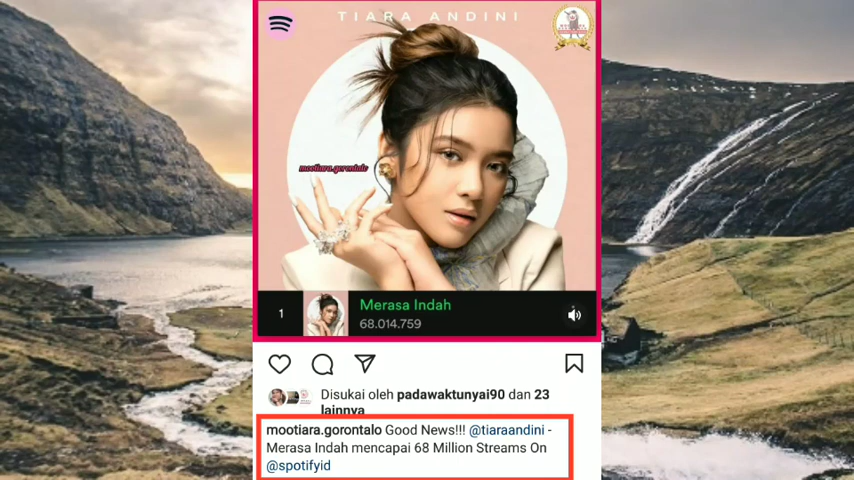 TIARA ANDINI
mootiara.gorontalo
1
Merasa Indah
68.014.759
Disukai oleh padawaktunyai90 dan 23
lainnya
mootiara.gorontalo Good News!!! @tiaraandini -
Merasa Indah mencapai 68 Million Streams On
@spotifyid